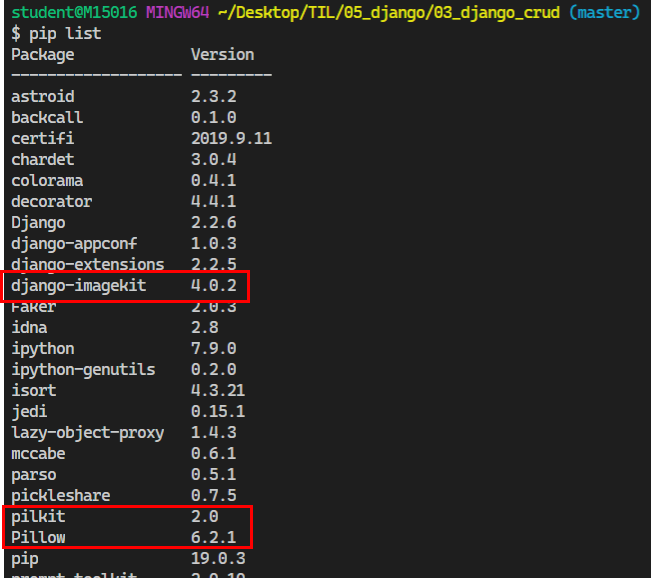 student@M15016 MINGW64 ~/Desktop/TIL/05_django/03_django_crud (master)
$ pip list
Package Version
------------------- ---------
astroid 2.3.2
backcall 0.1.0
certifi 2019.9.11
chardet 3.0.4
colorama 0.4.1
decorator 4.4.1
Django 2.2.6
django-appconf 1.0.3
django-extensions 2.2.5
django-imagekit 4.0.2
Faker 2.0.3
idna 2.8
ipython 7.9.0
ipython-genutils 0.2.0
isort 4.3.21
jedi 0.15.1
lazy-object-proxy 1.4.3
mccabe 0.6.1
parso 0.5.1
pickleshare 0.7.5
pilkit 2.0
Pillow 6.2.1
pip 19.0.3
prompt-toolkit 2.0.10